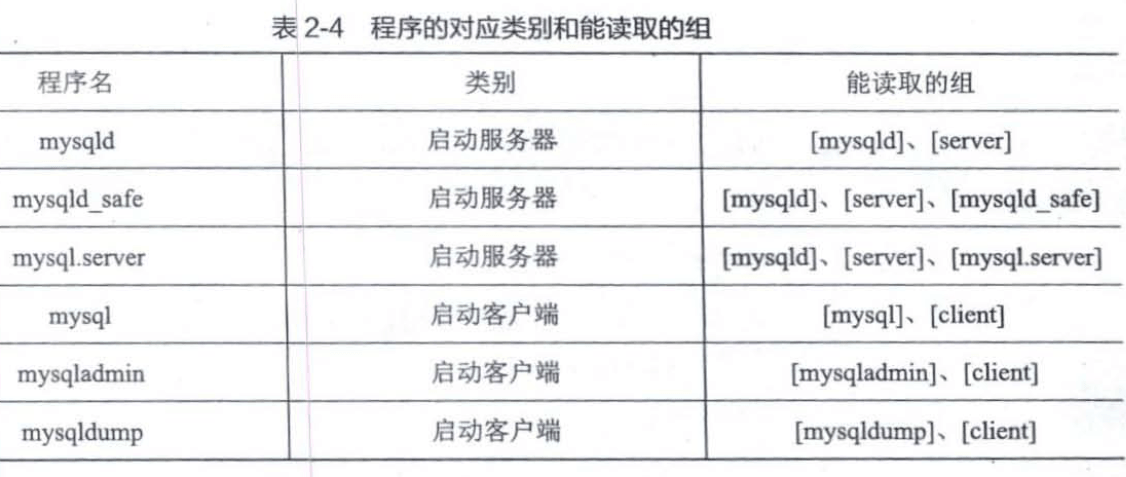 表 2-4 程序的对应类别和能读取的组
程序名 类别 能读取的组
mysqld 启动服务器 [mysqld]、[server]
mysqld_safe 启动服务器 [mysqld]、[server]、[mysqld_safe]
mysql.server 启动服务器 [mysqld]、[server]、[mysql.server]
mysql 启动客户端 [mysql]、[client]
mysqladmin 启动客户端 [mysqladmin]、[client]
mysqldump 启动客户端 [mysqldump]、[client]